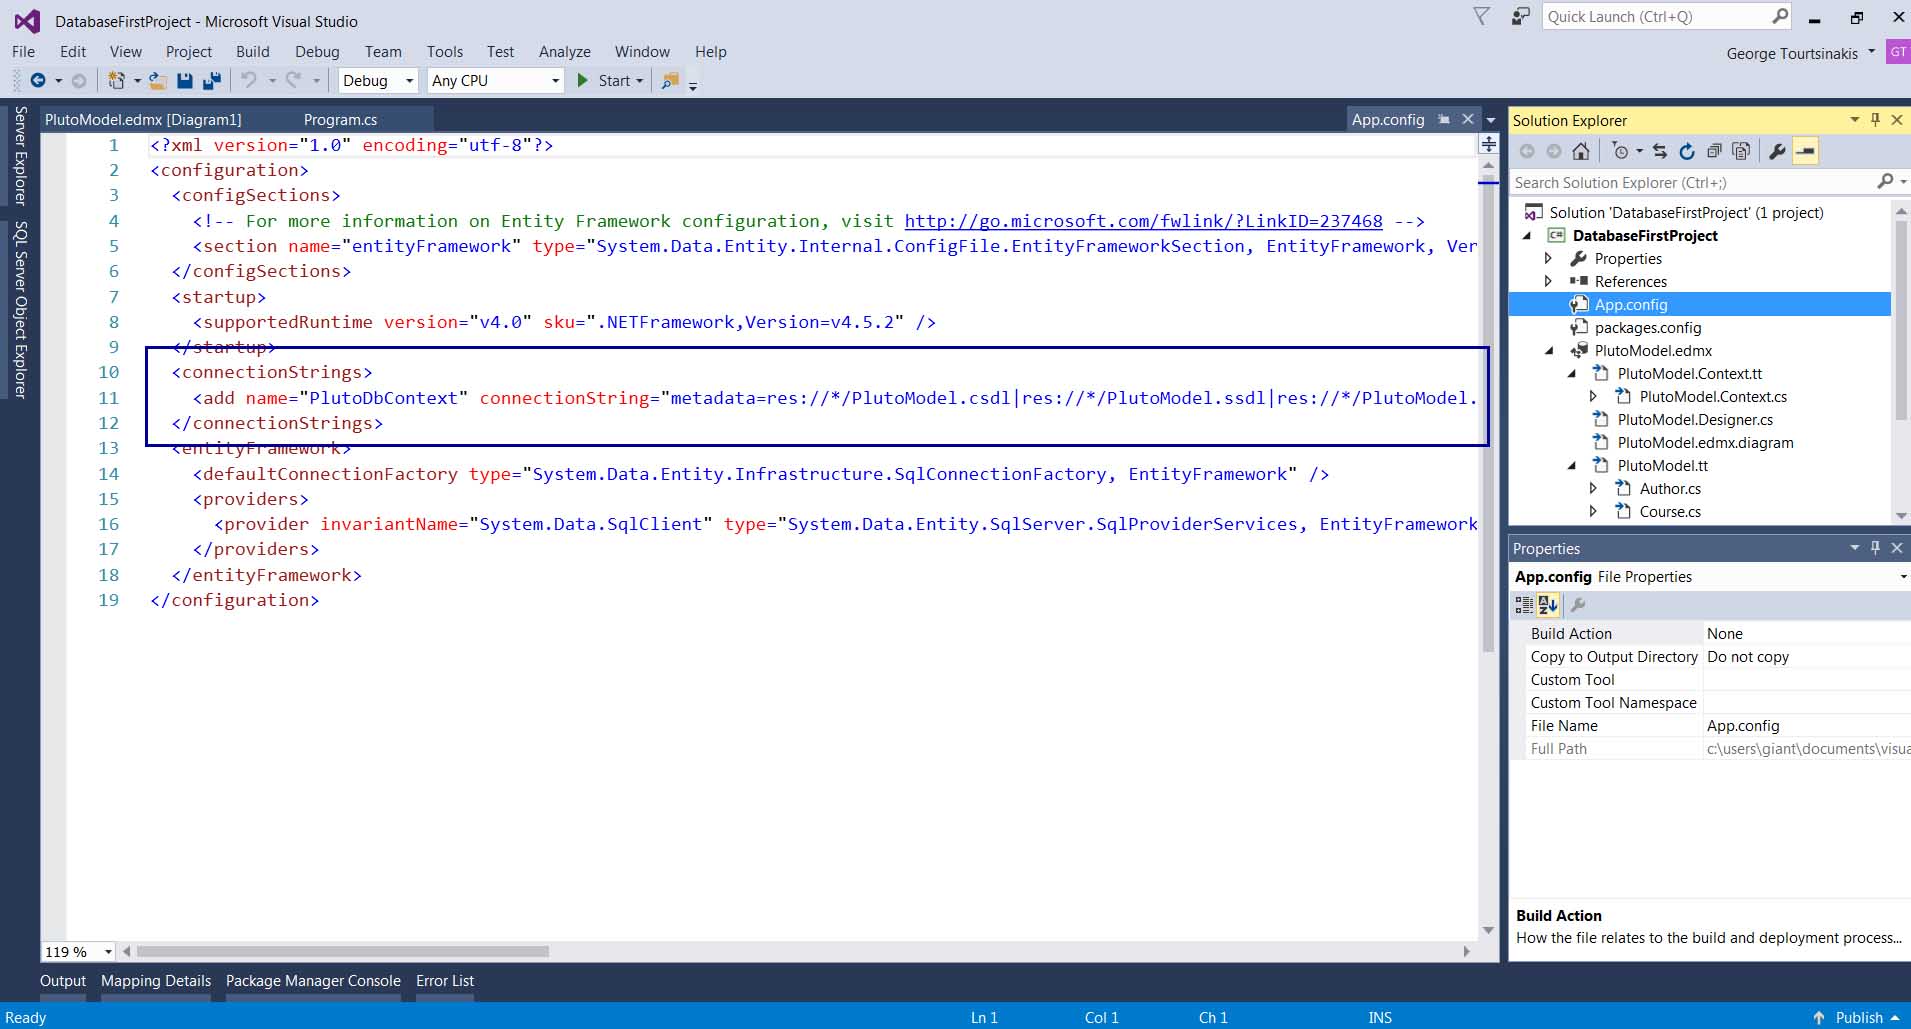 DatabaseFirstProject - Microsoft Visual Studio
Quick Launch (Ctrl+Q)
File Edit View Project Build Debug Team Tools Test Analyze Window Help
George Tourtsinakis GT
Debug Any CPU Start
Server Explorer
SQL Server Object Explorer
PlutoModel.edmx [Diagram1] Program.cs App.config
1 <?xml version="1.0" encoding="utf-8"?>
2 <configuration>
3 <configSections>
4 <!-- For more information on Entity Framework configuration, visit http://go.microsoft.com/fwlink/?LinkID=237468 -->
5 <section name="entityFramework" type="System.Data.Entity.Internal.ConfigFile.EntityFrameworkSection, EntityFramework, Ver
6 </configSections>
7 <startup>
8 <supportedRuntime version="v4.0" sku=".NETFramework,Version=v4.5.2" />
9 </startup>
10 <connectionStrings>
11 <add name="PlutoDbContext" connectionString="metadata=res://*/PlutoModel.csdl|res://*/PlutoModel.ssdl|res://*/PlutoModel.
12 </connectionStrings>
13 <entityFramework>
14 <defaultConnectionFactory type="System.Data.Entity.Infrastructure.SqlConnectionFactory, EntityFramework" />
15 <providers>
16 <provider invariantName="System.Data.SqlClient" type="System.Data.Entity.SqlServer.SqlProviderServices, EntityFramework
17 </providers>
18 </entityFramework>
19 </configuration>
119 %
Solution Explorer
Search Solution Explorer (Ctrl+;)
Solution 'DatabaseFirstProject' (1 project)
C# DatabaseFirstProject
Properties
References
App.config
packages.config
PlutoModel.edmx
PlutoModel.Context.tt
PlutoModel.Context.cs
PlutoModel.Designer.cs
PlutoModel.edmx.diagram
PlutoModel.tt
Author.cs
Course.cs
Properties
App.config File Properties
Build Action None
Copy to Output Directory Do not copy
Custom Tool
Custom Tool Namespace
File Name App.config
Full Path c:\users\giant\documents\visua
Build Action
How the file relates to the build and deployment process...
Output Mapping Details Package Manager Console Error List
Ready Ln 1 Col 1 Ch 1 INS Publish